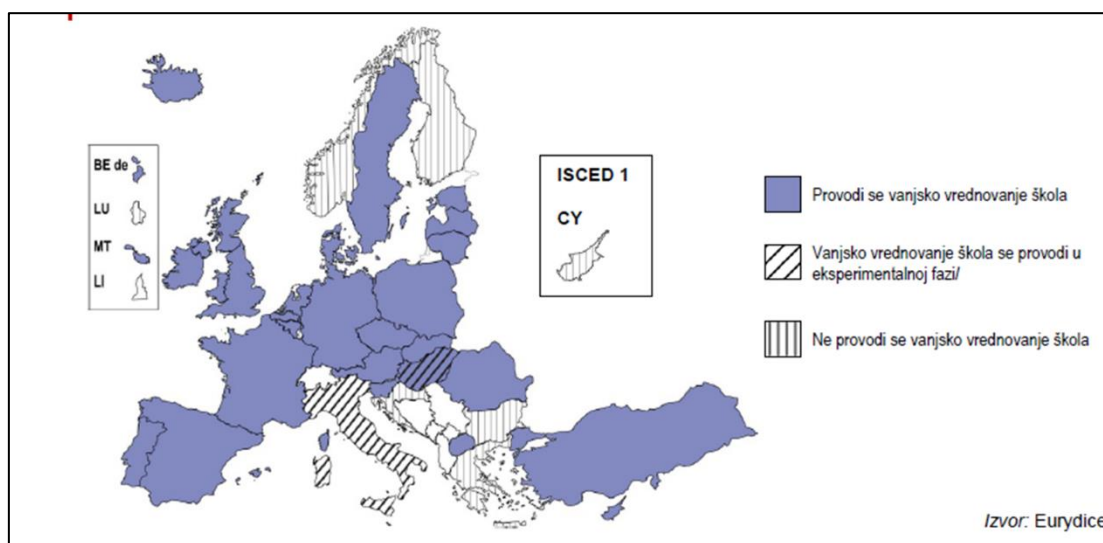 BE de
LU
MT
LI
ISCED 1
CY
Provodi se vanjsko vrednovanje škola
Vanjsko vrednovanje škola se provodi u
eksperimentalnoj fazi/
Ne provodi se vanjsko vrednovanje škola
Izvor: Eurydice